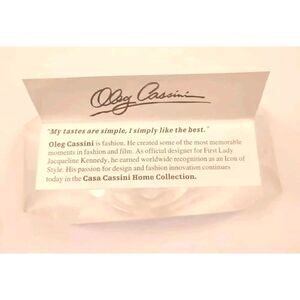 Oleg Cassini
"My tastes are simple, I simply like the best."
Oleg Cassini is fashion. He created some of the most memorable
moments in fashion and film. As official designer for First Lady
Jacqueline Kennedy, he earned worldwide recognition as an Icon of
Style. His passion for design and fashion innovation continues
today in the Casa Cassini Home Collection.